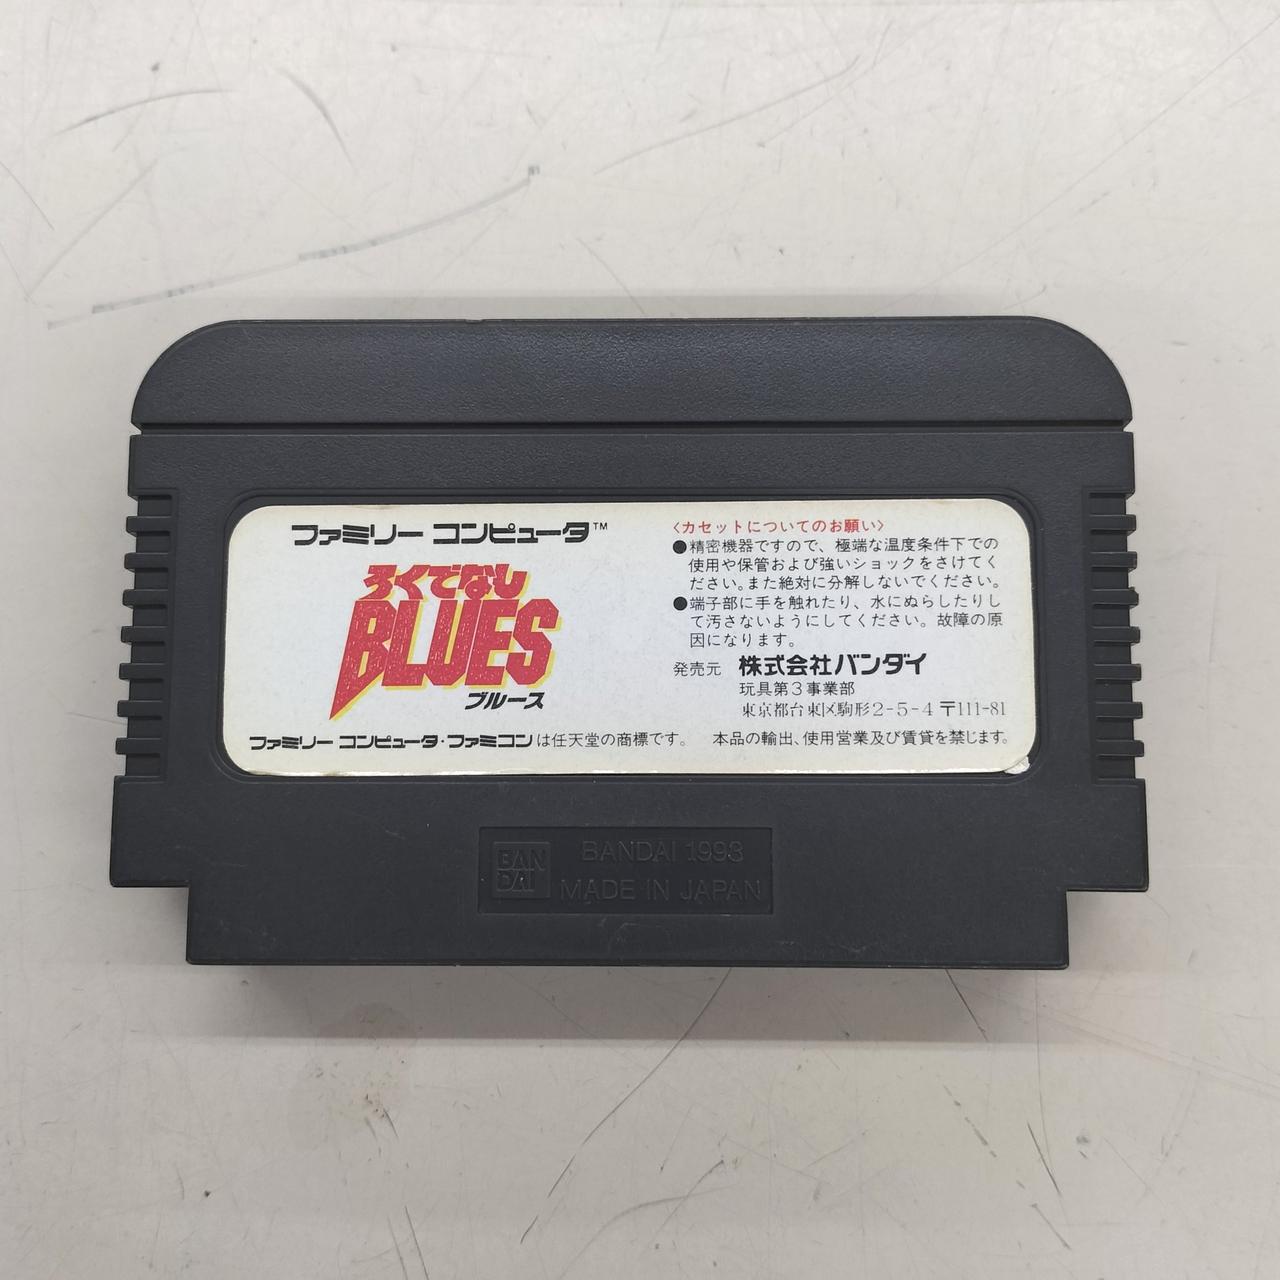 ファミリー コンピュータ™
ろくでなし
BLUES
ブルース
〈カセットについてのお願い〉
●精密機器ですので、極端な温度条件下での
使用や保管および強いショックをさけてく
ださい。また絶対に分解しないでください。
●端子部に手を触れたり、水にぬらしたりし
て汚さないようにしてください。故障の原
因になります。
発売元 株式会社バンダイ
玩具第3事業部
東京都台東区駒形2-5-4 〒111-81
ファミリー コンピュータ・ファミコンは任天堂の商標です。 本品の輸出、使用営業及び賃貸を禁じます。
BAN
DAI
BANDAI 1993
MADE IN JAPAN